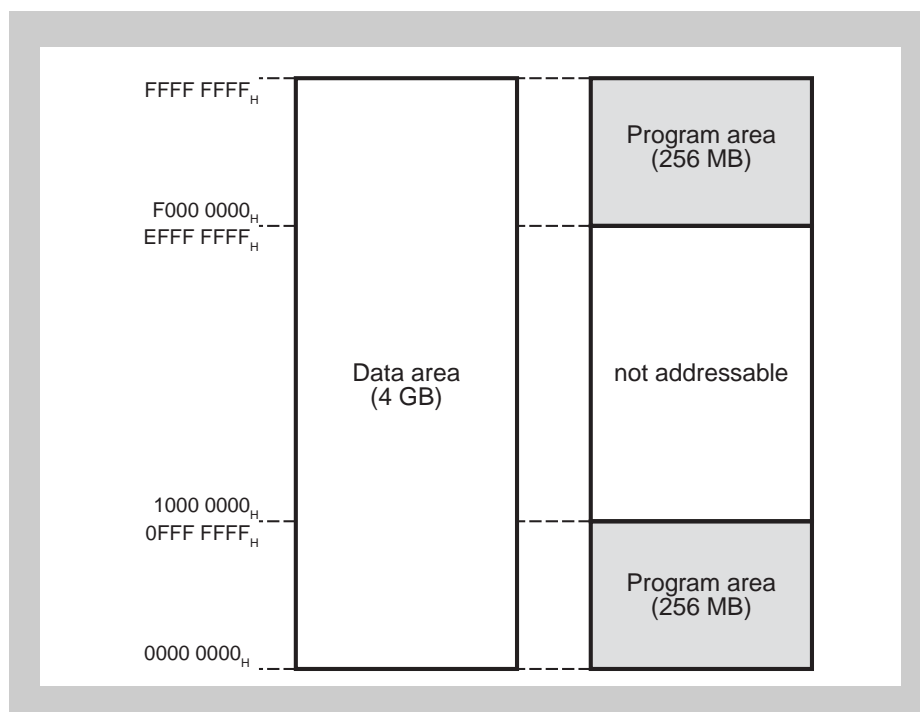 FFFF FFFFH
Program area
(256 MB)
F000 0000H
EFFF FFFFH
Data area
(4 GB)
not addressable
1000 0000H
0FFF FFFFH
Program area
(256 MB)
0000 0000H